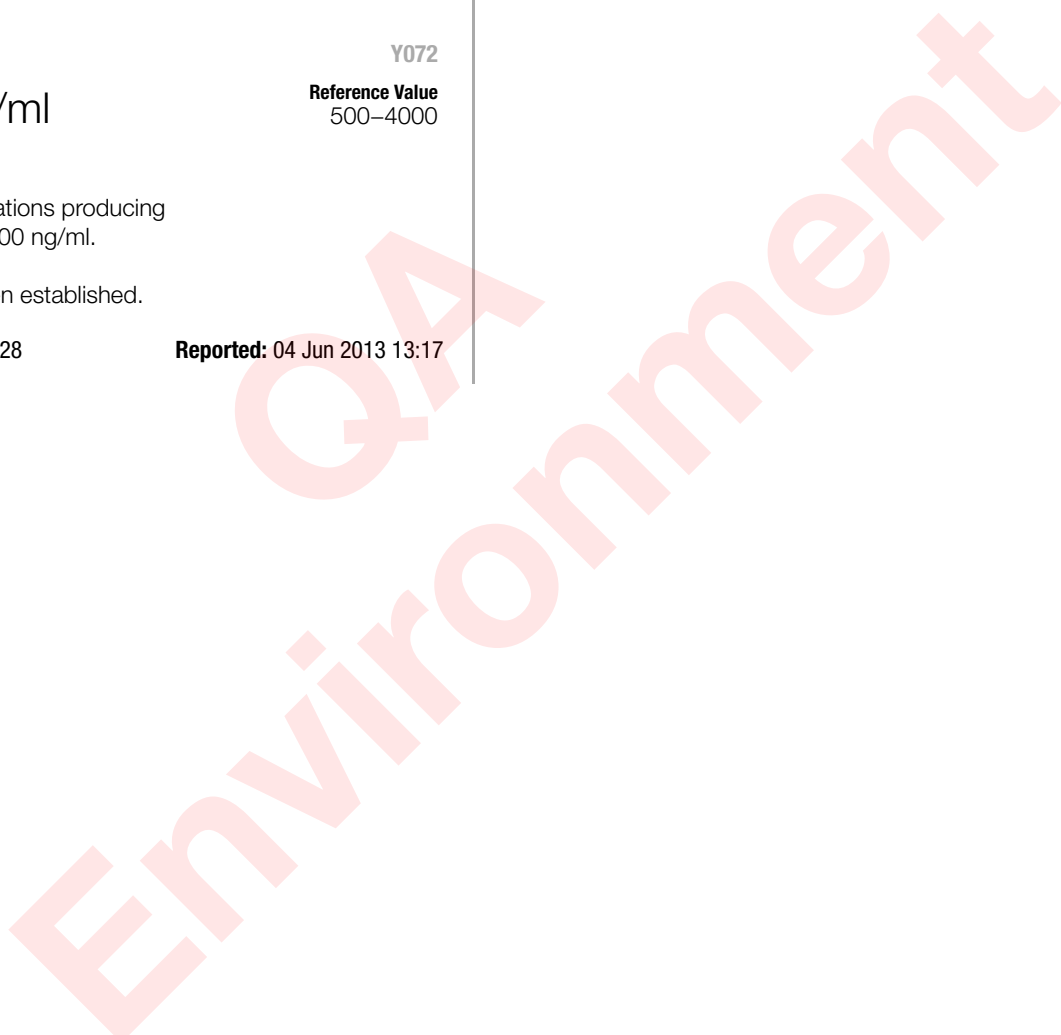 Y072
Reference Value
/ml
500–4000
ations producing
00 ng/ml.
n established.
28 Reported: 04 Jun 2013 13:17
QA
Environment